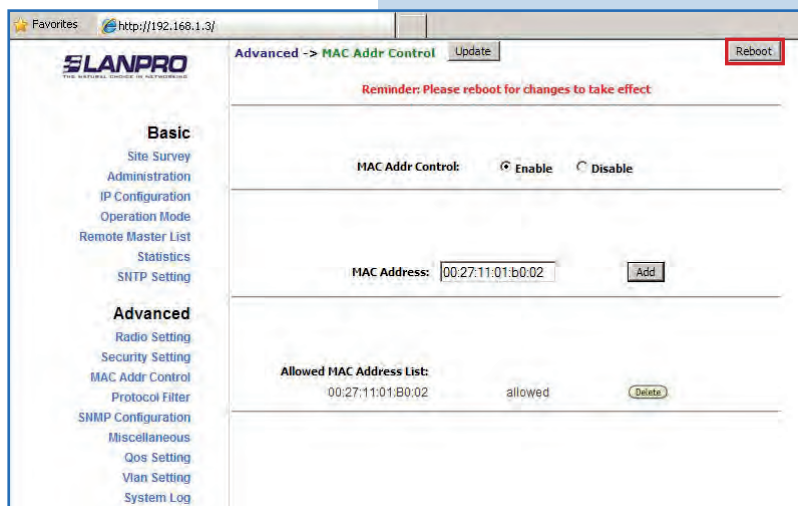 Favorites
http://192.168.1.3/
LANPRO
THE NATURAL CHOICE IN NETWORKING
Advanced -> MAC Addr Control Update Reboot
Reminder: Please reboot for changes to take effect
Basic
Site Survey
Administration
IP Configuration
Operation Mode
Remote Master List
Statistics
SNTP Setting
Advanced
Radio Setting
Security Setting
MAC Addr Control
Protocol Filter
SNMP Configuration
Miscellaneous
Qos Setting
Vlan Setting
System Log
MAC Addr Control: Enable Disable
MAC Address: 00:27:11:01:b0:02 Add
Allowed MAC Address List:
00:27:11:01:B0:02 allowed Delete